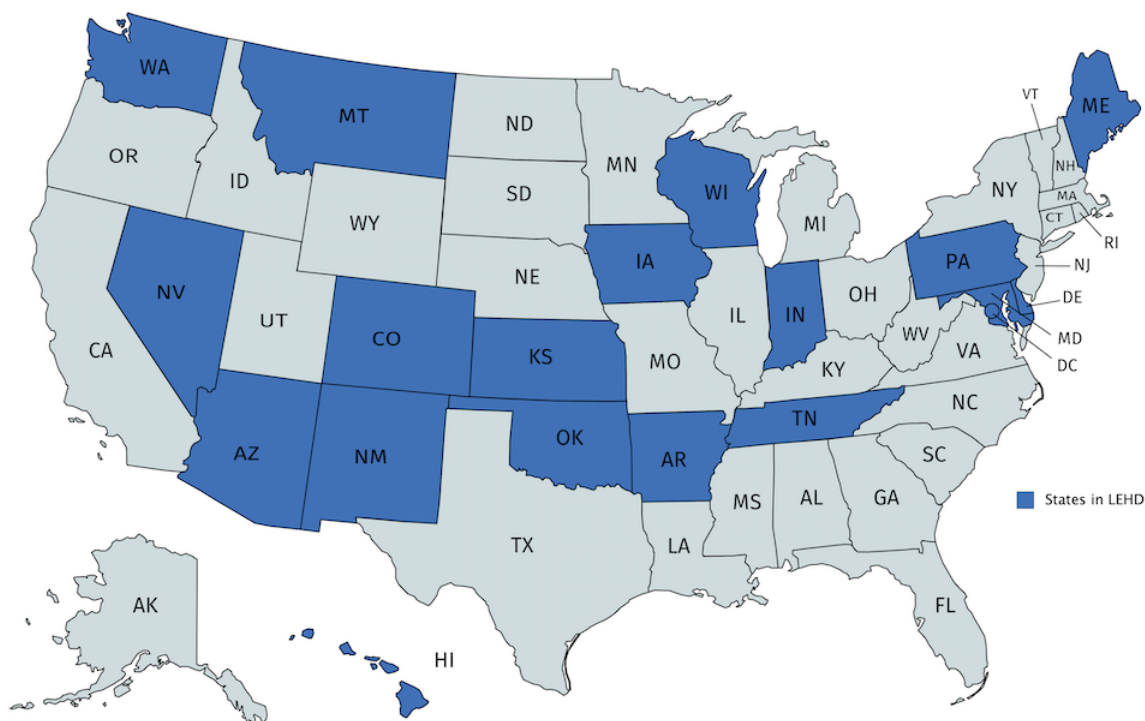 WA
MT
ND
MN
OR
ID
SD
WI
WY
MI
NY
VT
NH
ME
MA
CT
RI
NV
UT
NE
IA
PA
NJ
CA
CO
IL
IN
OH
DE
KS
MO
WV
VA
MD
DC
KY
AZ
NM
OK
AR
TN
NC
SC
MS
AL
GA
States in LEHD
TX
LA
FL
AK
HI